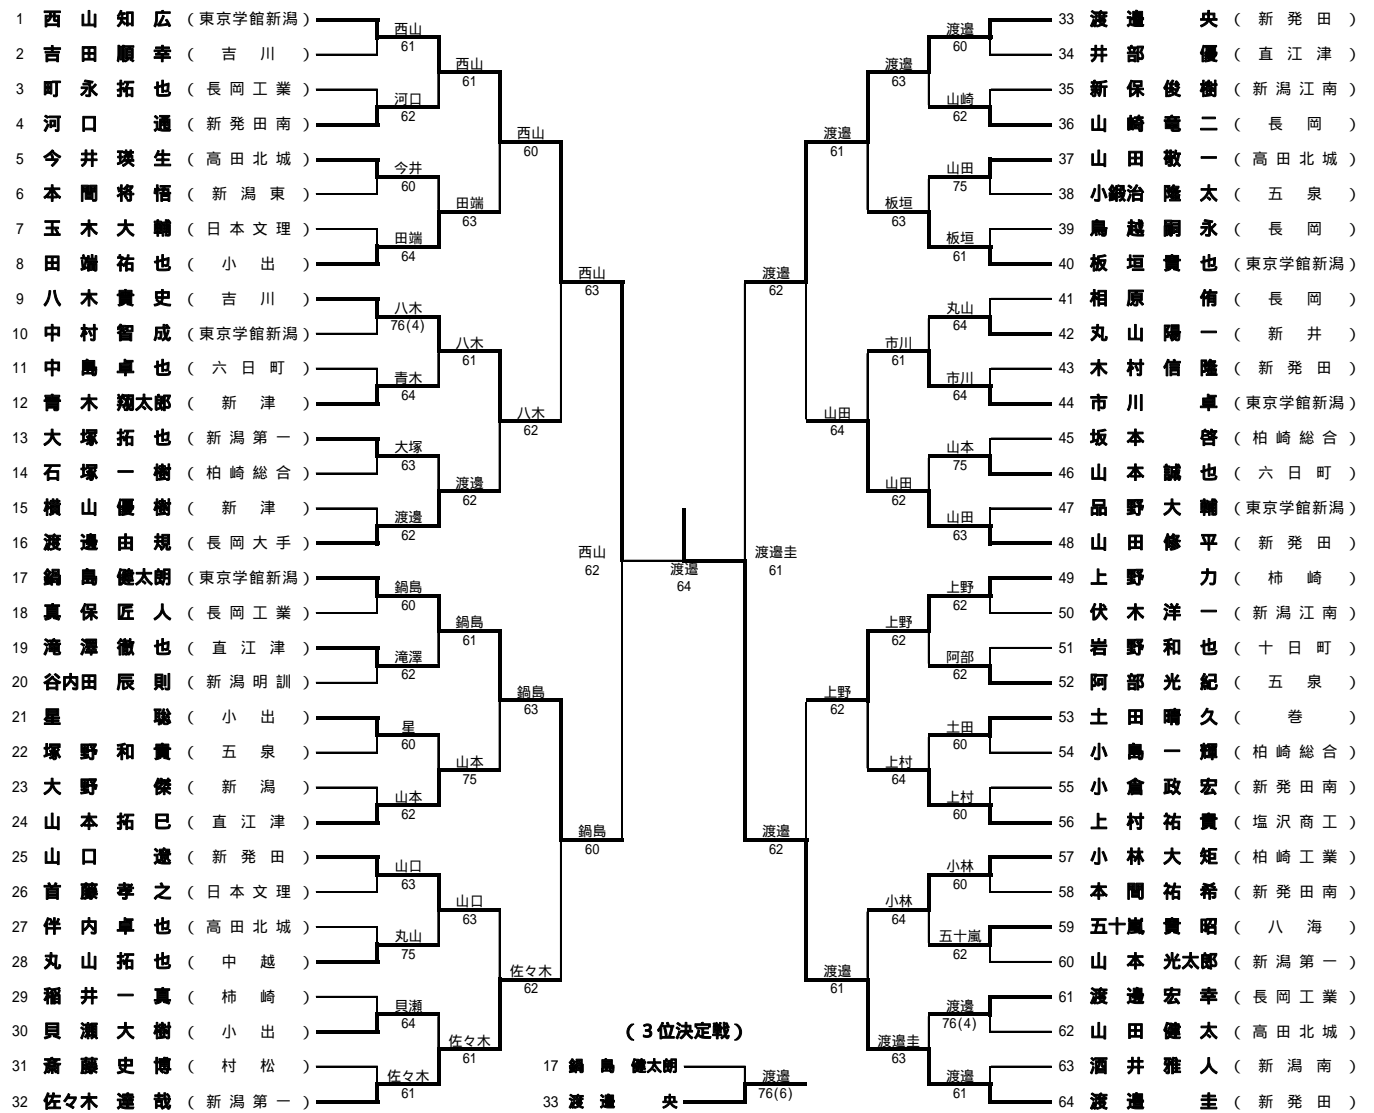 1 西山知広 (東京学館新潟)
2 吉田順幸 (吉川)
3 町永拓也 (長岡工業)
4 河口通 (新発田南)
5 今井瑛生 (高田北城)
6 本間将悟 (新潟東)
7 玉木大輔 (日本文理)
8 田端祐也 (小出)
9 八木貴史 (吉川)
10 中村智成 (東京学館新潟)
11 中島卓也 (六日町)
12 青木翔太郎 (新津)
13 大塚拓也 (新潟第一)
14 石塚一樹 (柏崎総合)
15 横山優樹 (新津)
16 渡邊由規 (長岡大手)
17 鍋島健太朗 (東京学館新潟)
18 真保匠人 (長岡工業)
19 滝澤徹也 (直江津)
20 谷内田辰則 (新潟明訓)
21 星聡 (小出)
22 塚野和貴 (五泉)
23 大野傑 (新潟)
24 山本拓巳 (直江津)
25 山口遼 (新発田)
26 首藤孝之 (日本文理)
27 伴内卓也 (高田北城)
28 丸山拓也 (中越)
29 稲井一真 (柿崎)
30 貝瀬大樹 (小出)
31 斎藤史博 (村松)
32 佐々木達哉 (新潟第一)
西山
61
河口
62
今井
60
田端
64
八木
76(4)
青木
64
大塚
63
渡邊
62
鍋島
60
滝澤
62
星
60
山本
62
山口
63
丸山
75
貝瀬
64
佐々木
61
西山
61
田端
63
八木
61
渡邊
62
鍋島
61
山本
75
山口
63
佐々木
61
西山
60
八木
62
鍋島
63
佐々木
62
西山
63
鍋島
60
西山
62
渡邉
64
渡邉圭
61
渡邉
62
渡邉
62
渡邉
61
山田
64
上野
62
渡邉
61
渡邉
63
板垣
63
市川
61
山田
62
上野
62
上村
64
小林
64
渡邉圭
63
渡邉
60
山崎
62
山田
75
板垣
61
丸山
64
市川
64
山本
75
山田
63
上野
62
阿部
62
土田
60
上村
60
小林
60
五十嵐
62
渡邉
76(4)
渡邉
61
33 渡邉央 (新発田)
34 井部優 (直江津)
35 新保俊樹 (新潟江南)
36 山崎竜二 (長岡)
37 山田敬一 (高田北城)
38 小鍛治隆太 (五泉)
39 鳥越嗣永 (長岡)
40 板垣貴也 (東京学館新潟)
41 相原侑 (長岡)
42 丸山陽一 (新井)
43 木村信隆 (新発田)
44 市川卓 (東京学館新潟)
45 坂本啓 (柏崎総合)
46 山本誠也 (六日町)
47 品野大輔 (東京学館新潟)
48 山田修平 (新発田)
49 上野力 (柿崎)
50 伏木洋一 (新潟江南)
51 岩野和也 (十日町)
52 阿部光紀 (五泉)
53 土田晴久 (巻)
54 小島一輝 (柏崎総合)
55 小倉政宏 (新発田南)
56 上村祐貴 (塩沢商工)
57 小林大矩 (柏崎工業)
58 本間祐希 (新発田南)
59 五十嵐貴昭 (八海)
60 山本光太郎 (新潟第一)
61 渡邊宏幸 (長岡工業)
62 山田健太 (高田北城)
63 酒井雅人 (新潟南)
64 渡邉圭 (新発田)
(3位決定戦)
17 鍋島健太朗
33 渡邉央
渡邉
76(6)